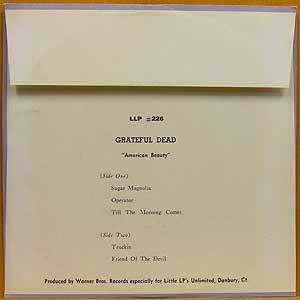 LLP #226
GRATEFUL DEAD
"American Beauty"
(Side One)
Sugar Magnolia
Operator
Till The Morning Comes
(Side Two)
Truckin
Friend Of The Devil
Produced by Warner Bros. Records especially for Little LP's Unlimited, Danbury, Ct.